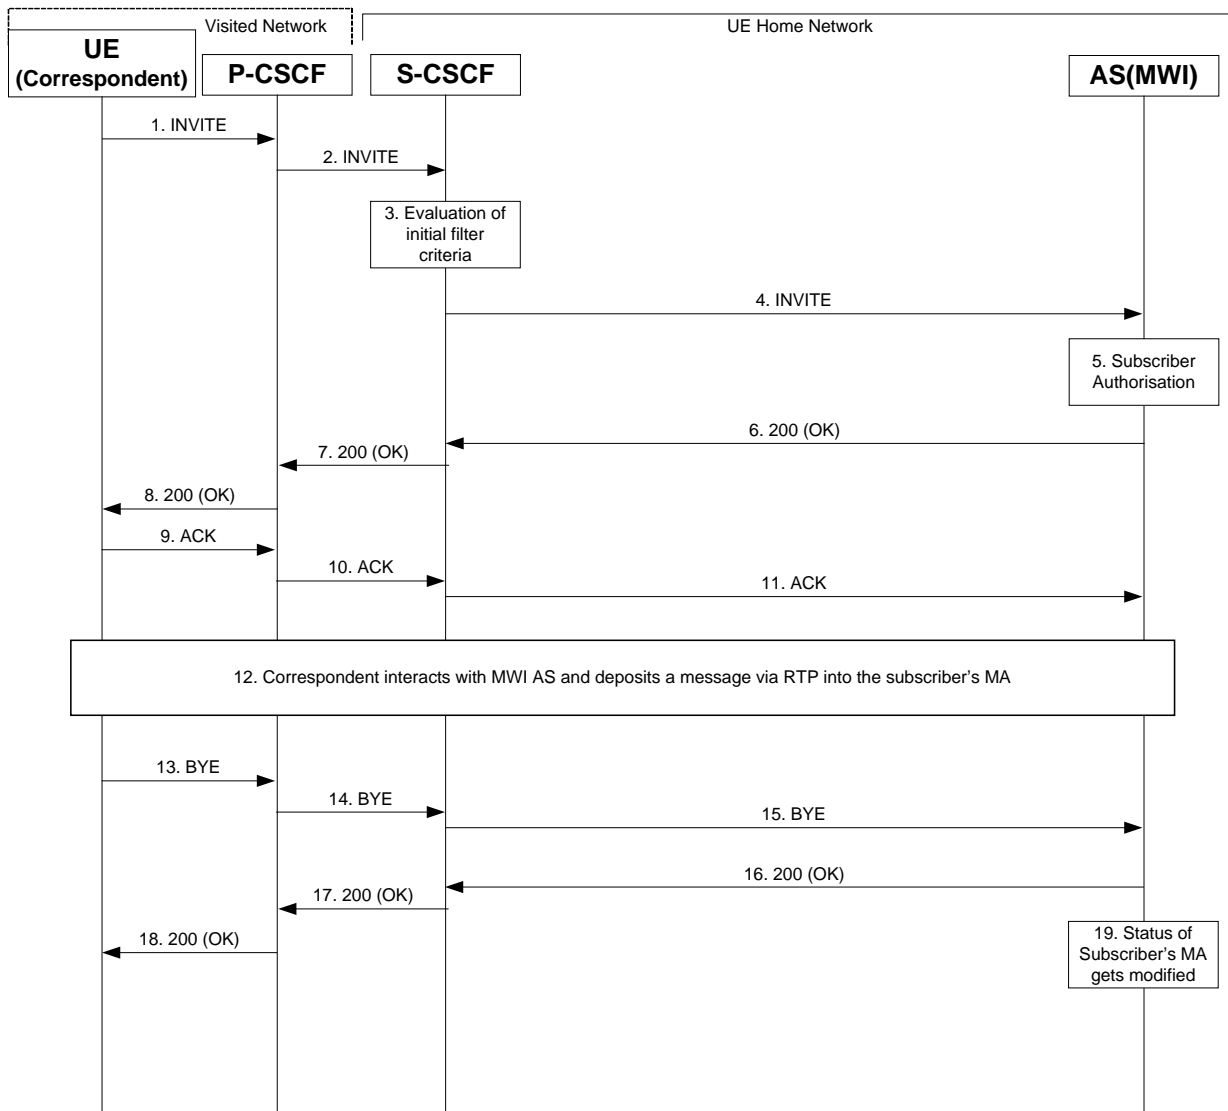 Visited Network
UE Home Network
UE
(Correspondent)
P-CSCF
S-CSCF
AS(MWI)
1. INVITE
2. INVITE
3. Evaluation of
initial filter
criteria
4. INVITE
5. Subscriber
Authorisation
6. 200 (OK)
7. 200 (OK)
8. 200 (OK)
9. ACK
10. ACK
11. ACK
12. Correspondent interacts with MWI AS and deposits a message via RTP into the subscriber’s MA
13. BYE
14. BYE
15. BYE
16. 200 (OK)
17. 200 (OK)
18. 200 (OK)
19. Status of
Subscriber’s MA
gets modified